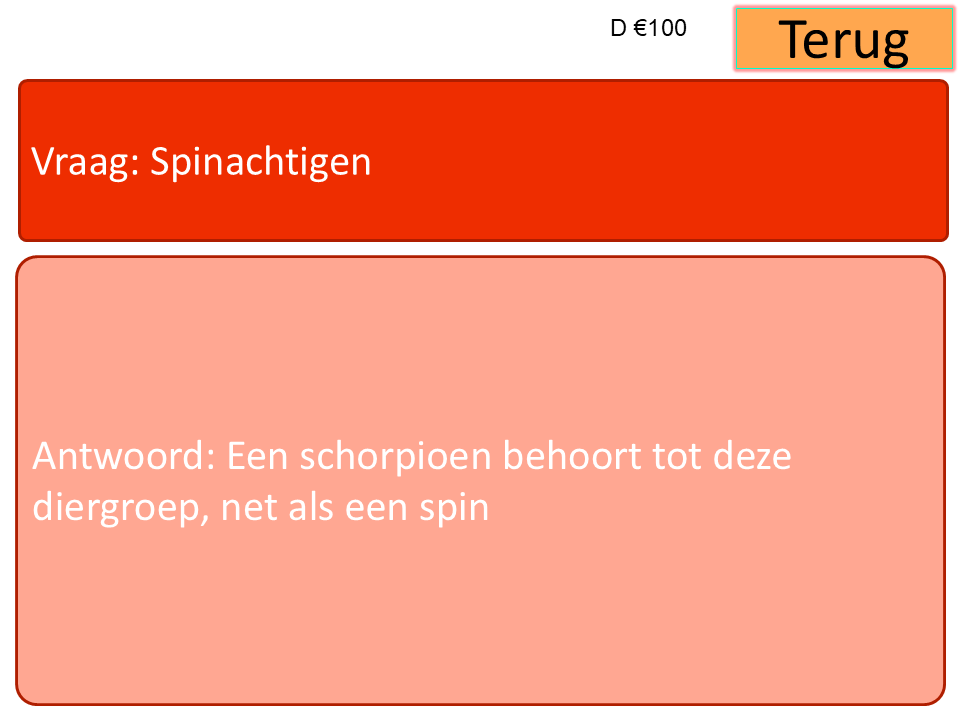 D €100
Terug
Vraag: Spinachtigen
Antwoord: Een schorpioen behoort tot deze
diergroep, net als een spin